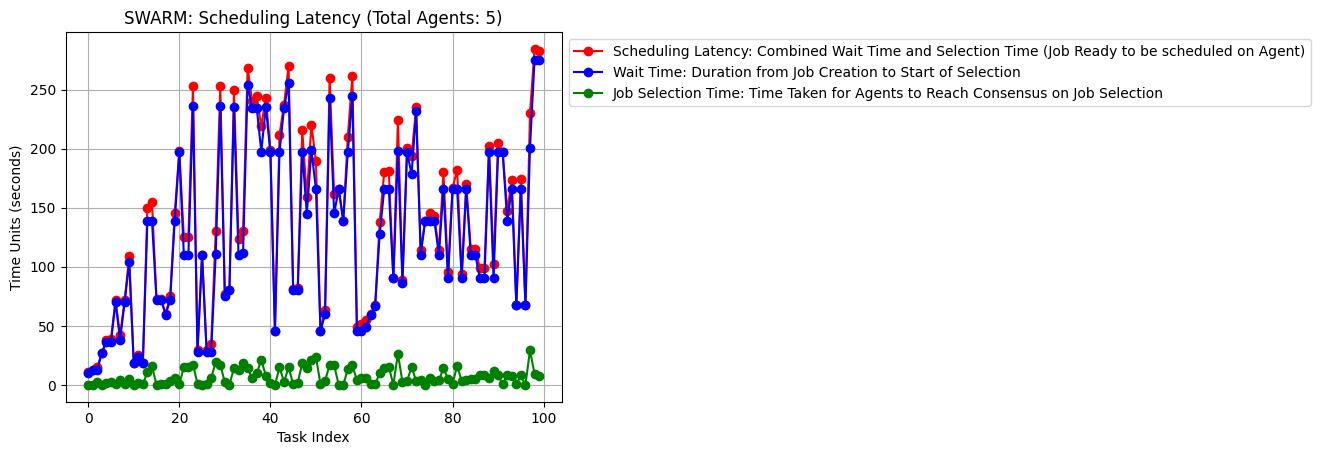 SWARM: Scheduling Latency (Total Agents: 5)
Scheduling Latency: Combined Wait Time and Selection Time (Job Ready to be scheduled on Agent)
Wait Time: Duration from Job Creation to Start of Selection
Job Selection Time: Time Taken for Agents to Reach Consensus on Job Selection
Time Units (seconds)
250
200
150
100
50
0
0 20 40 60 80 100
Task Index